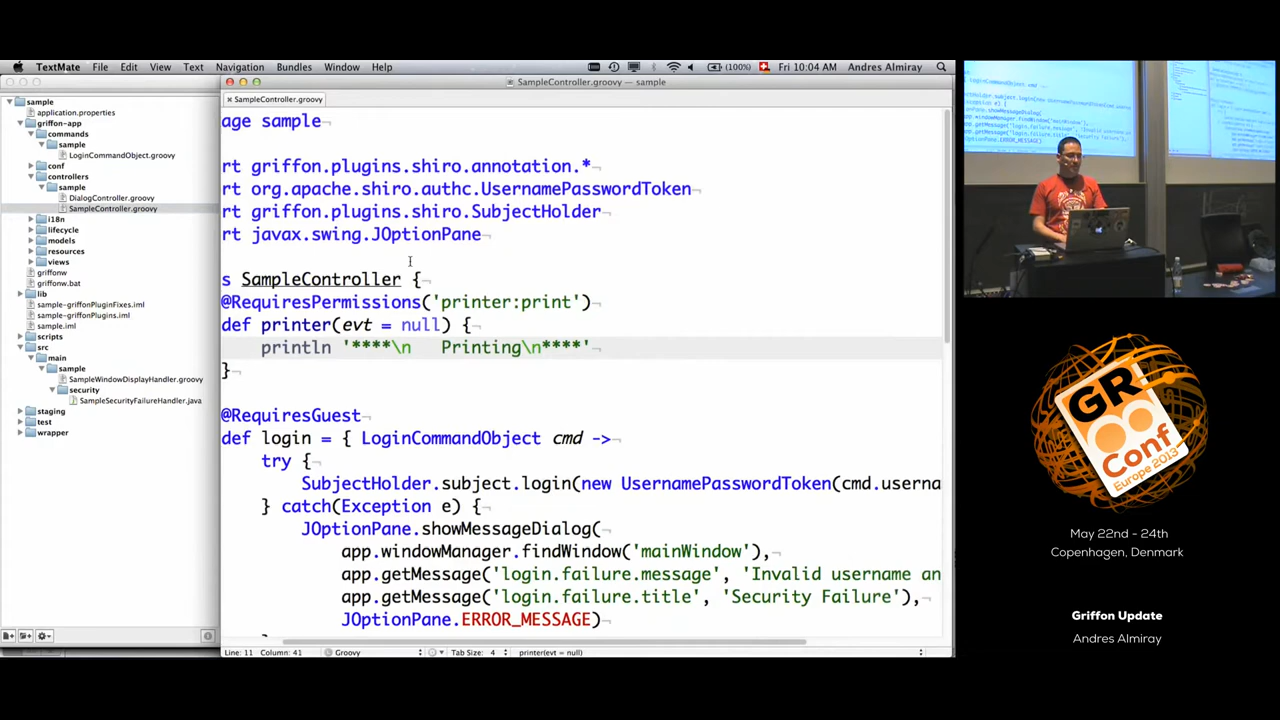 TextMate File Edit View Text Navigation Bundles Window Help
(100%) Fri 10:04 AM Andres Almiray
SampleController.groovy — sample
SampleController.groovy
sample
application.properties
griffon-app
commands
sample
LoginCommandObject.groovy
conf
controllers
sample
DialogController.groovy
SampleController.groovy
i18n
lifecycle
models
resources
views
griffonw
griffonw.bat
lib
sample-griffonPluginFixes.iml
sample-griffonPlugins.iml
sample.iml
scripts
src
main
sample
SampleWindowDisplayHandler.groovy
security
SampleSecurityFailureHandler.java
staging
test
wrapper
age sample
rt griffon.plugins.shiro.annotation.*
rt org.apache.shiro.authc.UsernamePasswordToken
rt griffon.plugins.shiro.SubjectHolder
rt javax.swing.JOptionPane
s SampleController {
@RequiresPermissions('printer:print')
def printer(evt = null) {
println '****\n   Printing\n****'
}
@RequiresGuest
def login = { LoginCommandObject cmd ->
try {
SubjectHolder.subject.login(new UsernamePasswordToken(cmd.userna
} catch(Exception e) {
JOptionPane.showMessageDialog(
app.windowManager.findWindow('mainWindow'),
app.getMessage('login.failure.message', 'Invalid username an
app.getMessage('login.failure.title', 'Security Failure'),
JOptionPane.ERROR_MESSAGE)
Line: 11 Column: 41 Groovy Tab Size: 4 printer(evt = null)
GR
Conf
Europe 2013
May 22nd - 24th
Copenhagen, Denmark
Griffon Update
Andres Almiray